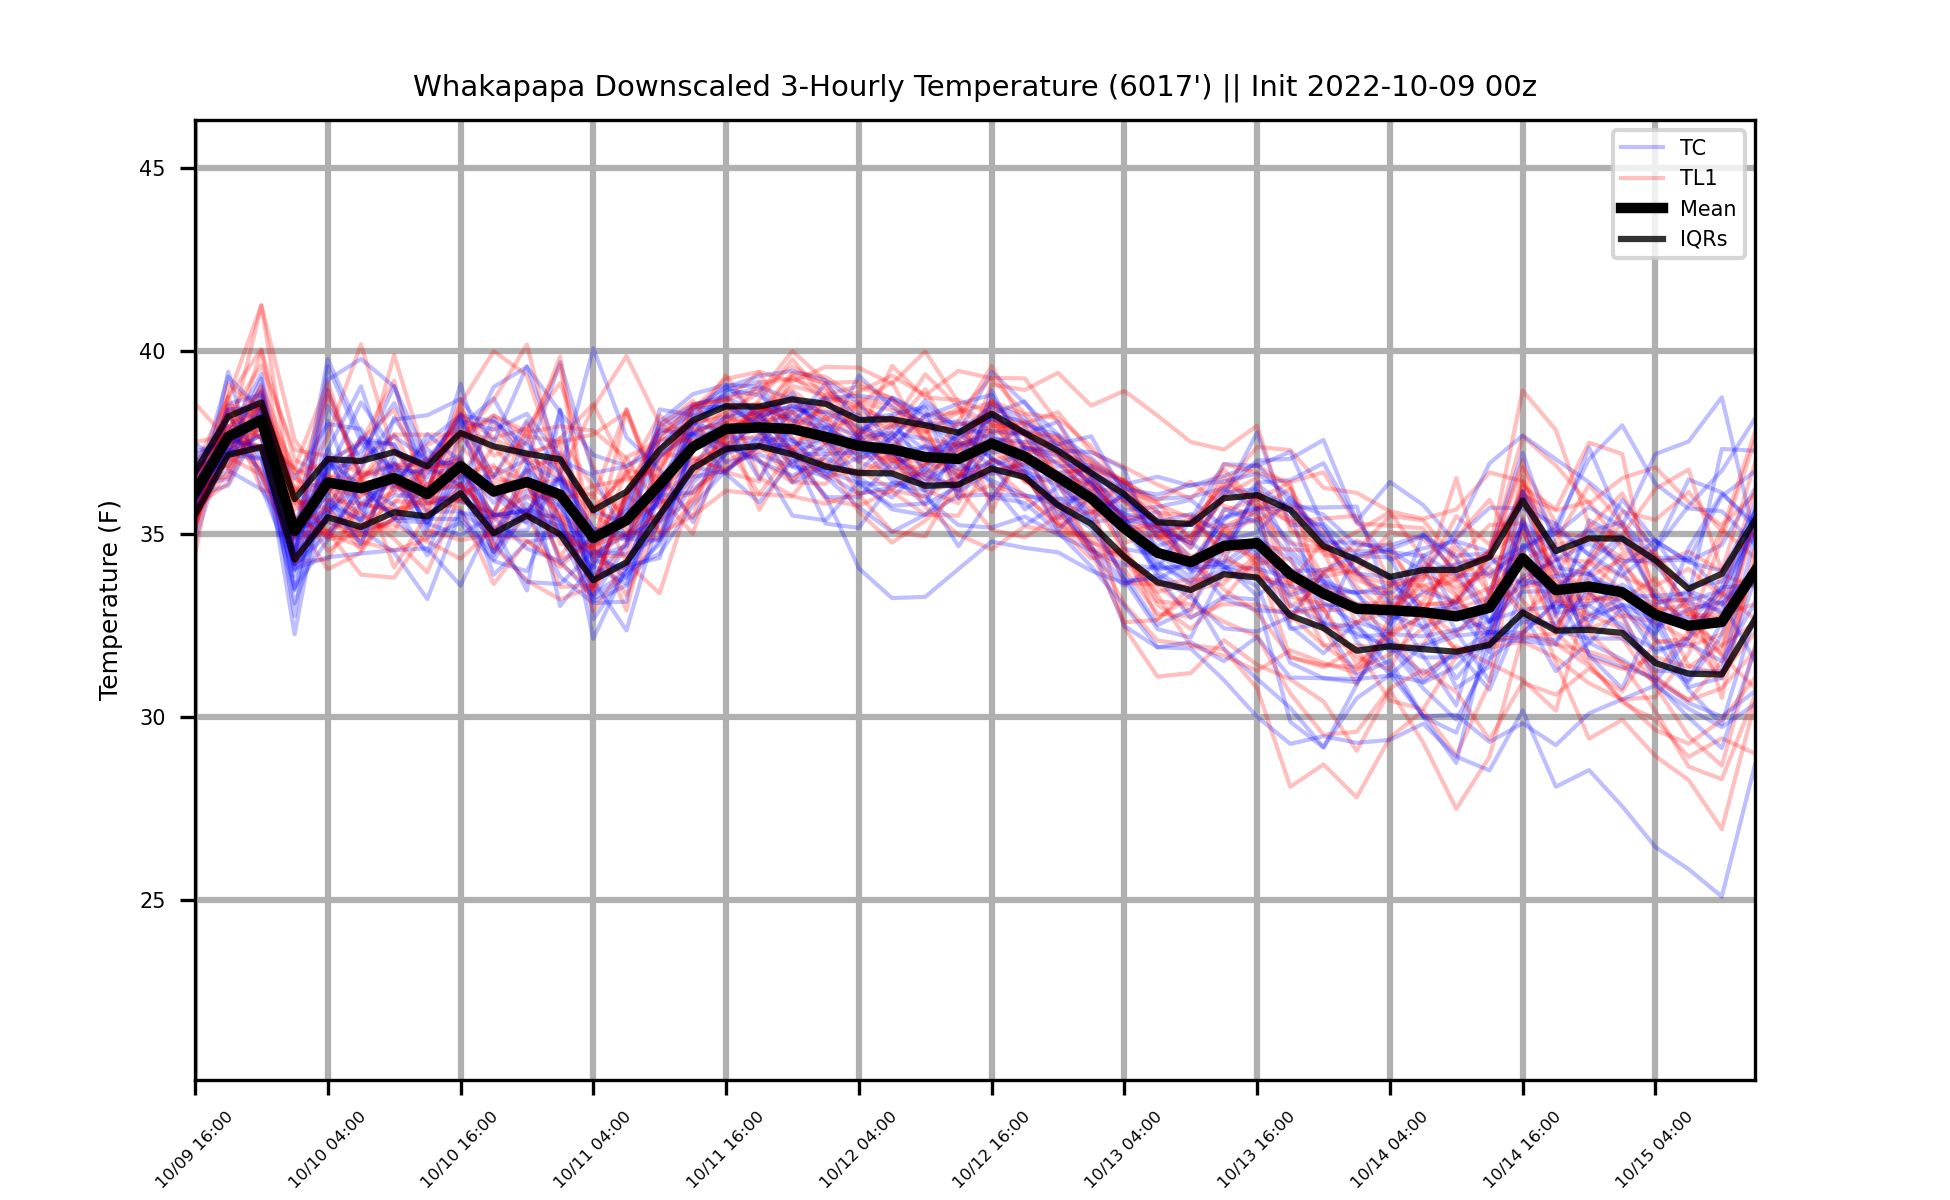 Whakapapa Downscaled 3-Hourly Temperature (6017') || Init 2022-10-09 00z
TC
TL1
Mean
IQRs
Temperature (F)
45
40
35
30
25
10/09 16:00
10/10 04:00
10/10 16:00
10/11 04:00
10/11 16:00
10/12 04:00
10/12 16:00
10/13 04:00
10/13 16:00
10/14 04:00
10/14 16:00
10/15 04:00